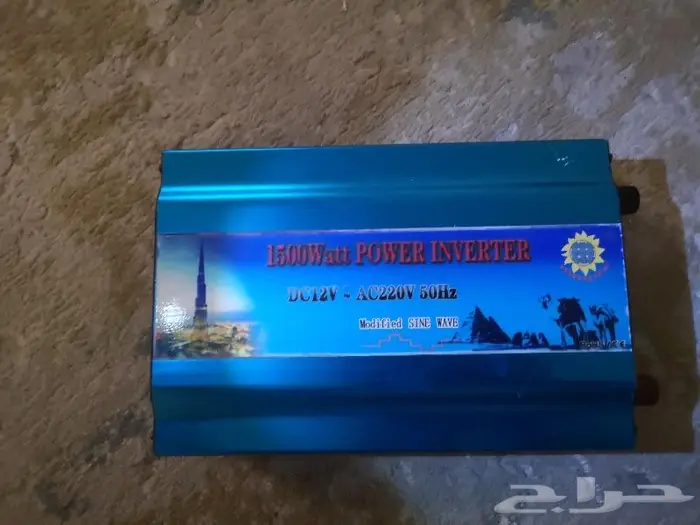 1500Watt POWER INVERTER
DC12V ~ AC220V 50Hz
Modified SINE WAVE
حراج